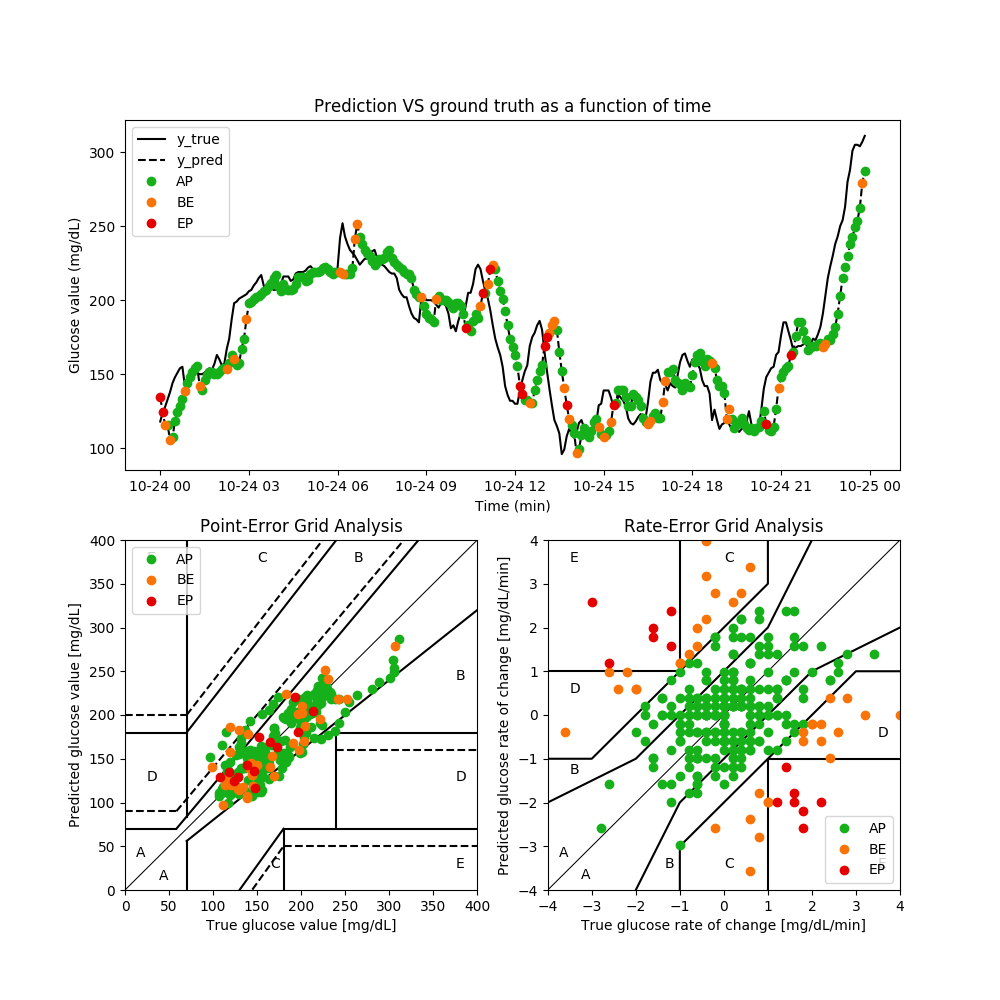 Prediction VS ground truth as a function of time
Glucose value (mg/dL)
300
250
200
150
100
y_true
y_pred
AP
BE
EP
10-24 00 10-24 03 10-24 06 10-24 09 10-24 12 10-24 15 10-24 18 10-24 21 10-25 00
Time (min)
Point-Error Grid Analysis
Predicted glucose value [mg/dL]
400
350
300
250
200
150
100
50
0
AP
BE
EP
C
B
B
D
D
A
A
C
E
0 50 100 150 200 250 300 350 400
True glucose value [mg/dL]
Rate-Error Grid Analysis
Predicted glucose rate of change [mg/dL/min]
4
3
2
1
0
−1
−2
−3
−4
E
C
D
D
B
A
A
B
C
AP
BE
EP
−4 −3 −2 −1 0 1 2 3 4
True glucose rate of change [mg/dL/min]